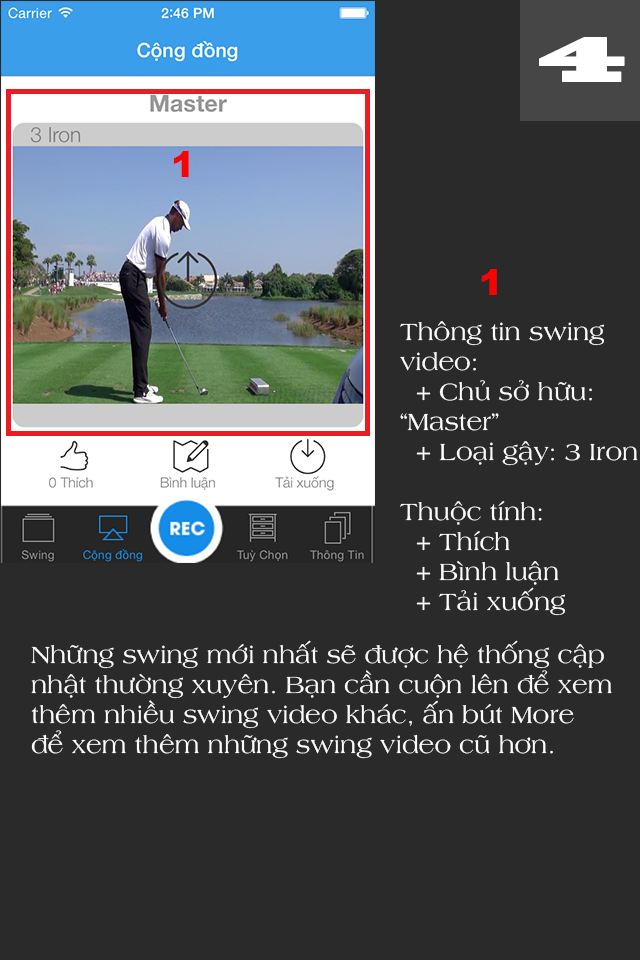 Carrier 2:46 PM
Cộng đồng
4
Master
3 Iron
1
0 Thích Bình luận Tải xuống
REC
Swing Cộng đồng Tuỳ Chọn Thông Tin
1
Thông tin swing
video:
+ Chủ sở hữu:
“Master”
+ Loại gậy: 3 Iron
Thuộc tính:
+ Thích
+ Bình luận
+ Tải xuống
Những swing mới nhất sẽ được hệ thống cập
nhật thường xuyên. Bạn cần cuộn lên để xem
thêm nhiều swing video khác, ấn bút More
để xem thêm những swing video cũ hơn.